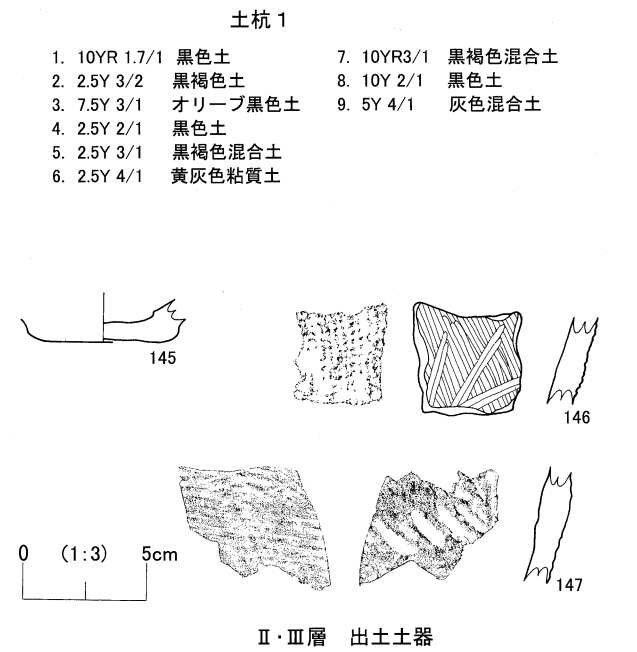 土杭1
1. 10YR 1.7/1 黒色土
2. 2.5Y 3/2 黒褐色土
3. 7.5Y 3/1 オリーブ黒色土
4. 2.5Y 2/1 黒色土
5. 2.5Y 3/1 黒褐色混合土
6. 2.5Y 4/1 黄灰色粘質土
7. 10YR3/1 黒褐色混合土
8. 10Y 2/1 黒色土
9. 5Y 4/1 灰色混合土
145
146
147
0 (1:3) 5cm
Ⅱ・Ⅲ層 出土土器